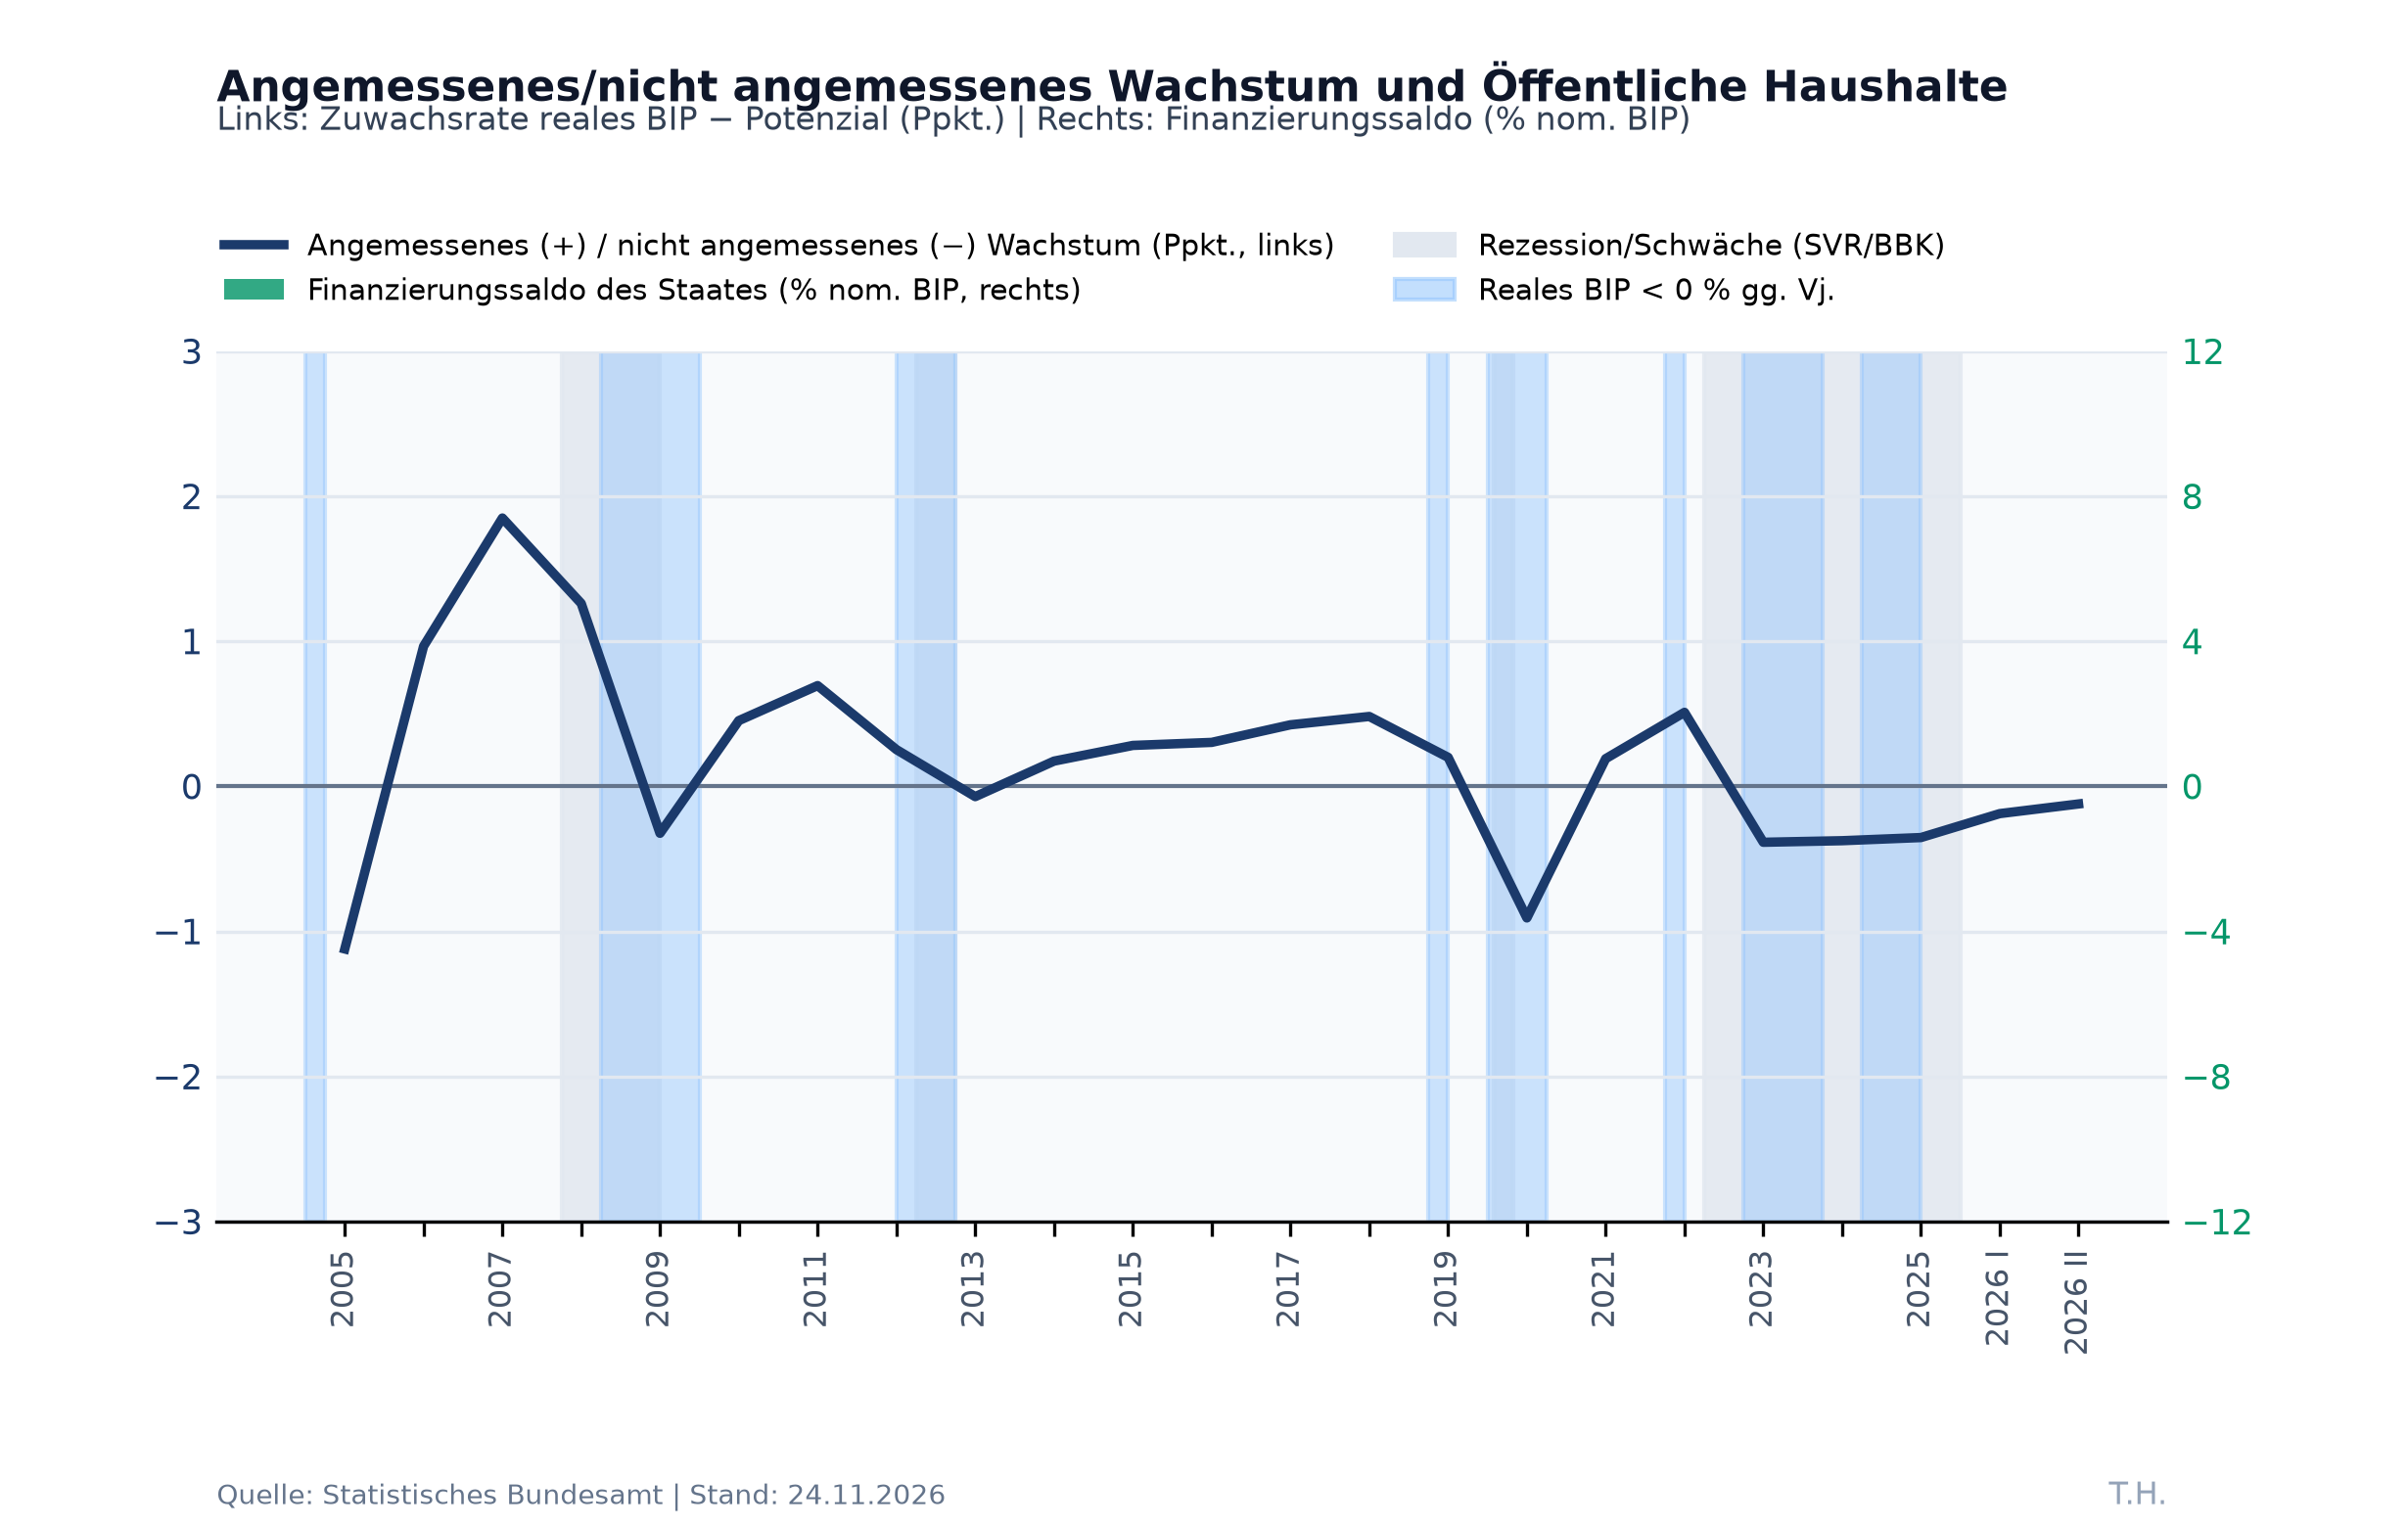 Angemessenes/nicht angemessenes Wachstum und Öffentliche Haushalte
Links: Zuwachsrate reales BIP − Potenzial (Ppkt.) | Rechts: Finanzierungssaldo (% nom. BIP)
Angemessenes (+) / nicht angemessenes (−) Wachstum (Ppkt., links)
Finanzierungssaldo des Staates (% nom. BIP, rechts)
Rezession/Schwäche (SVR/BBK)
Reales BIP < 0 % gg. Vj.
3
2
1
0
−1
−2
−3
12
8
4
0
−4
−8
−12
2005
2007
2009
2011
2013
2015
2017
2019
2021
2023
2025
2026 I
2026 II
Quelle: Statistisches Bundesamt | Stand: 24.11.2026
T.H.